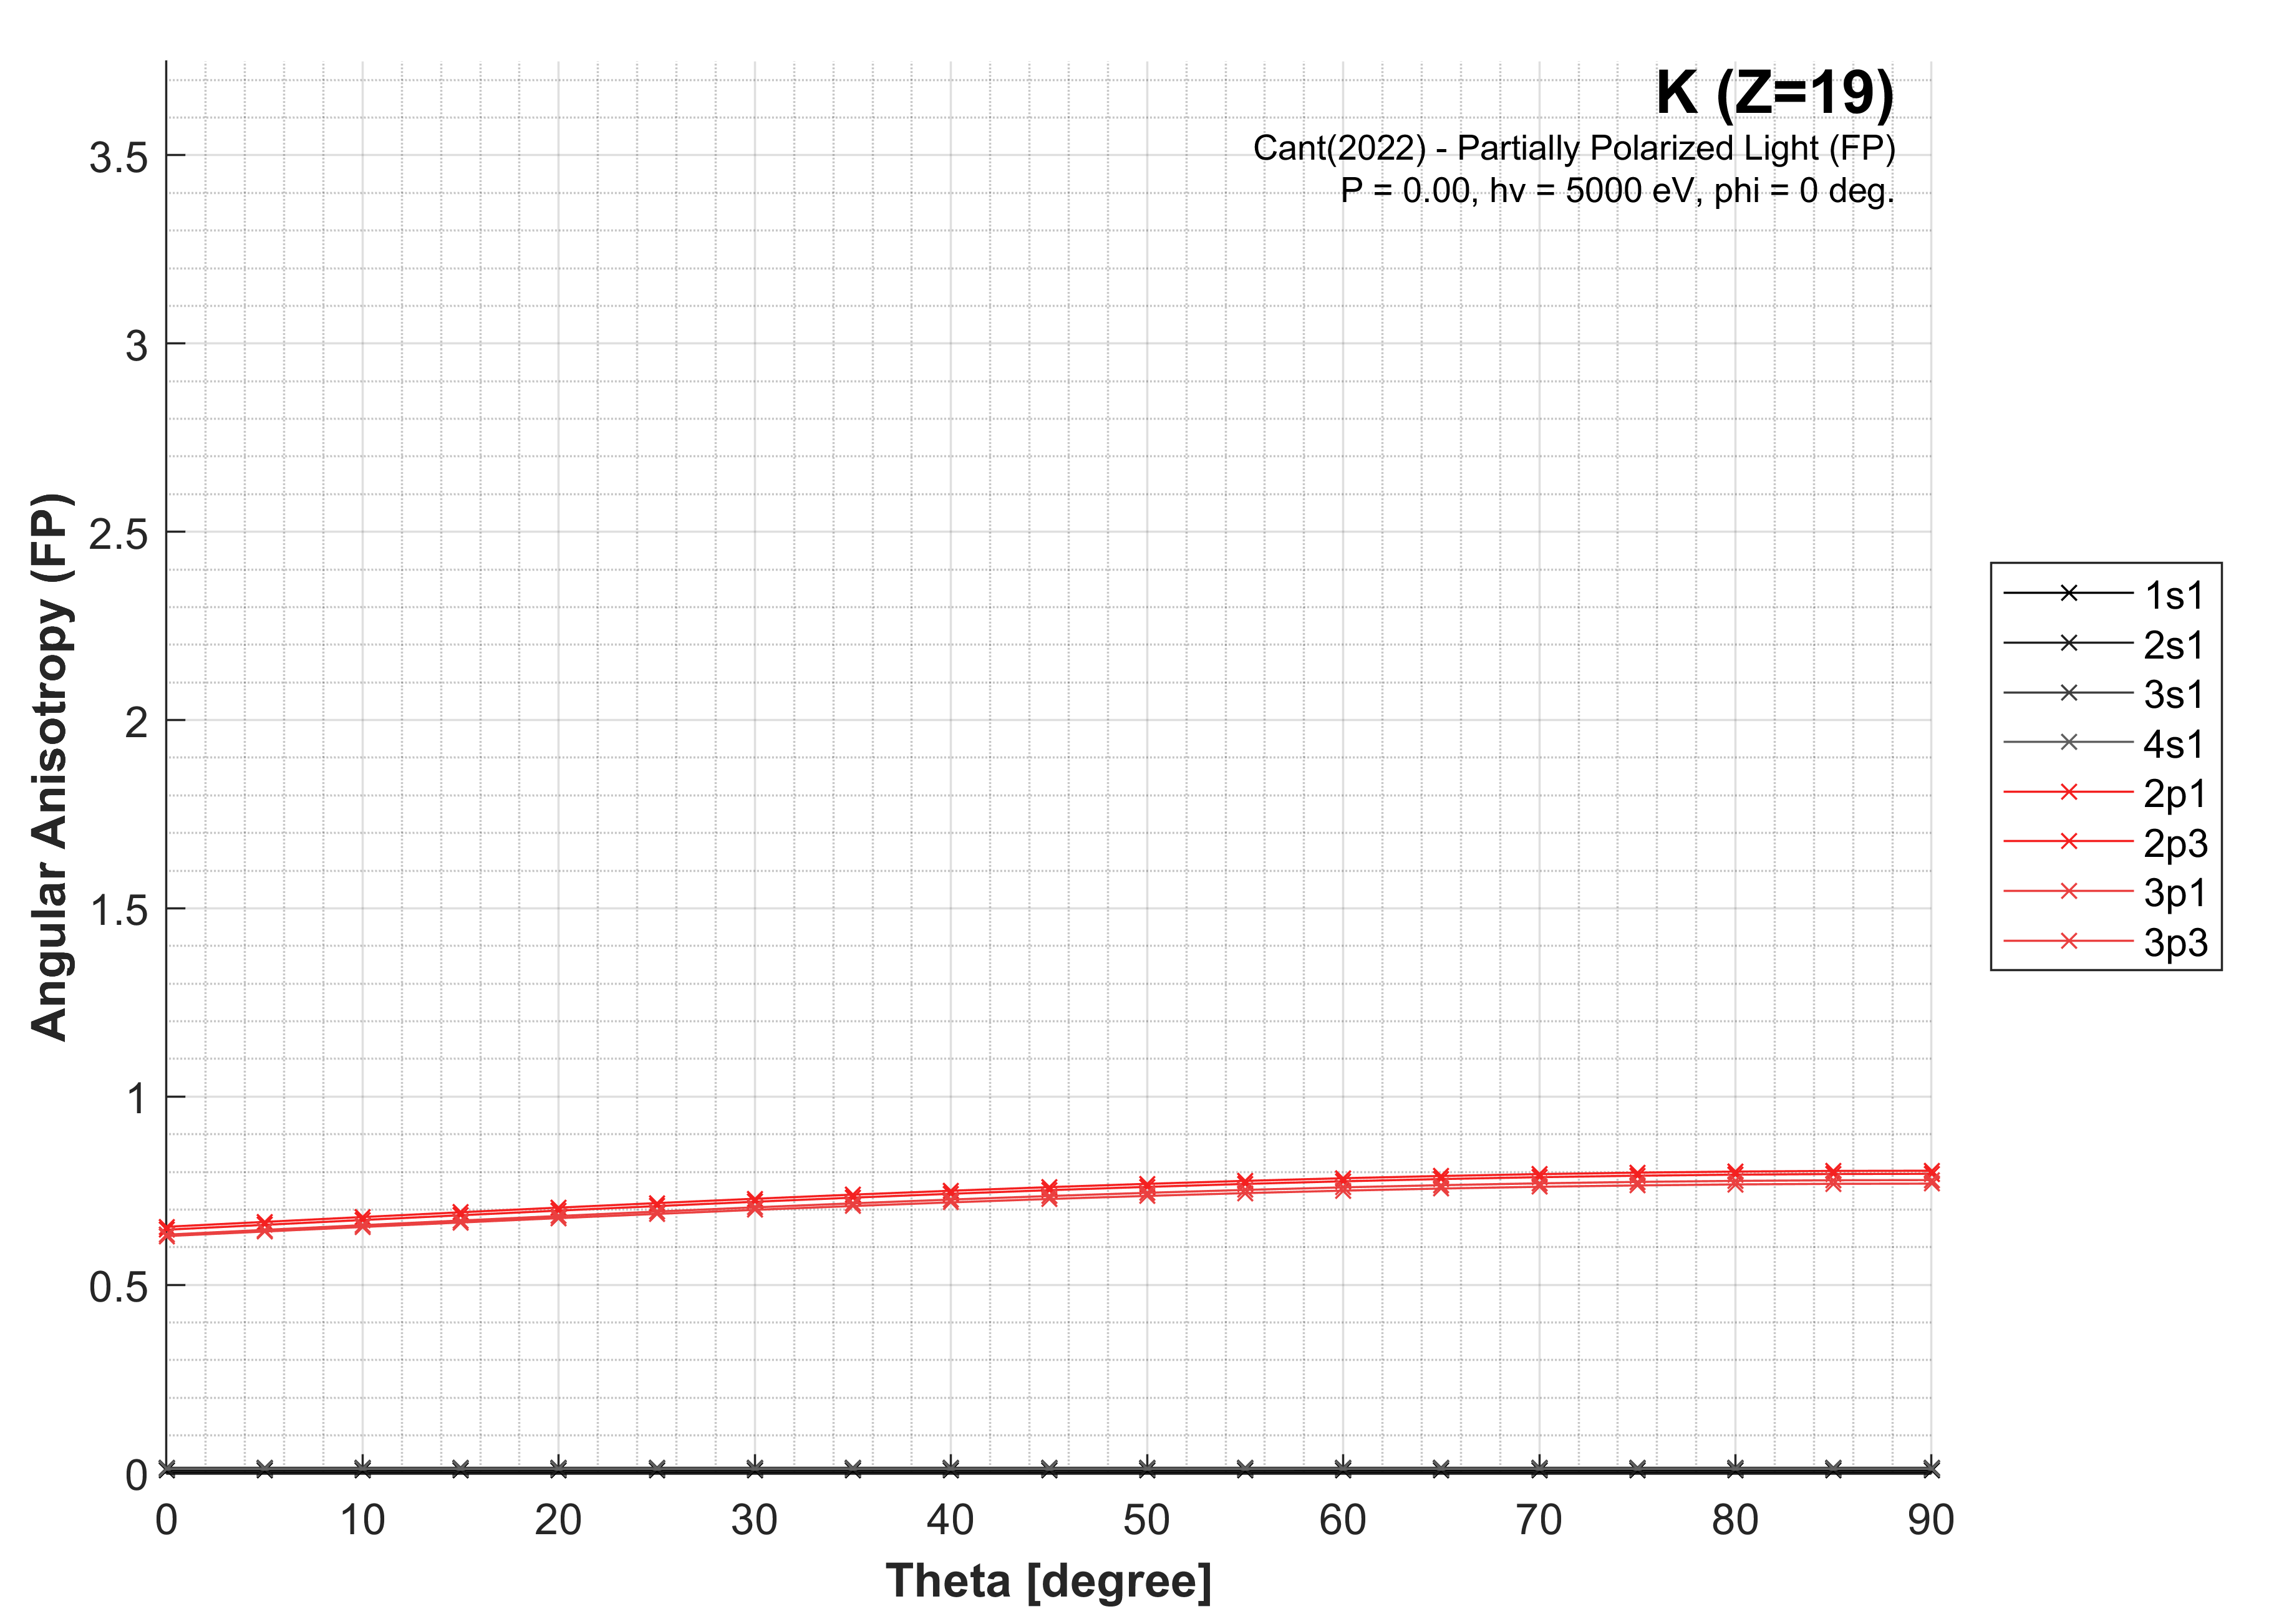 K (Z=19)
Cant(2022) - Partially Polarized Light (FP)
P = 0.00, hv = 5000 eV, phi = 0 deg.
Angular Anisotropy (FP)
3.5
3
2.5
2
1.5
1
0.5
0
0 10 20 30 40 50 60 70 80 90
Theta [degree]
1s1
2s1
3s1
4s1
2p1
2p3
3p1
3p3